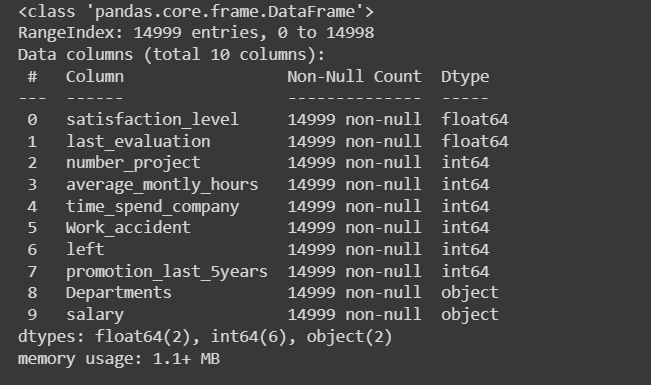 <class 'pandas.core.frame.DataFrame'>
RangeIndex: 14999 entries, 0 to 14998
Data columns (total 10 columns):
 #   Column                 Non-Null Count  Dtype
---  ------                 --------------  -----
 0   satisfaction_level     14999 non-null  float64
 1   last_evaluation        14999 non-null  float64
 2   number_project         14999 non-null  int64
 3   average_montly_hours   14999 non-null  int64
 4   time_spend_company     14999 non-null  int64
 5   Work_accident          14999 non-null  int64
 6   left                   14999 non-null  int64
 7   promotion_last_5years  14999 non-null  int64
 8   Departments            14999 non-null  object
 9   salary                 14999 non-null  object
dtypes: float64(2), int64(6), object(2)
memory usage: 1.1+ MB